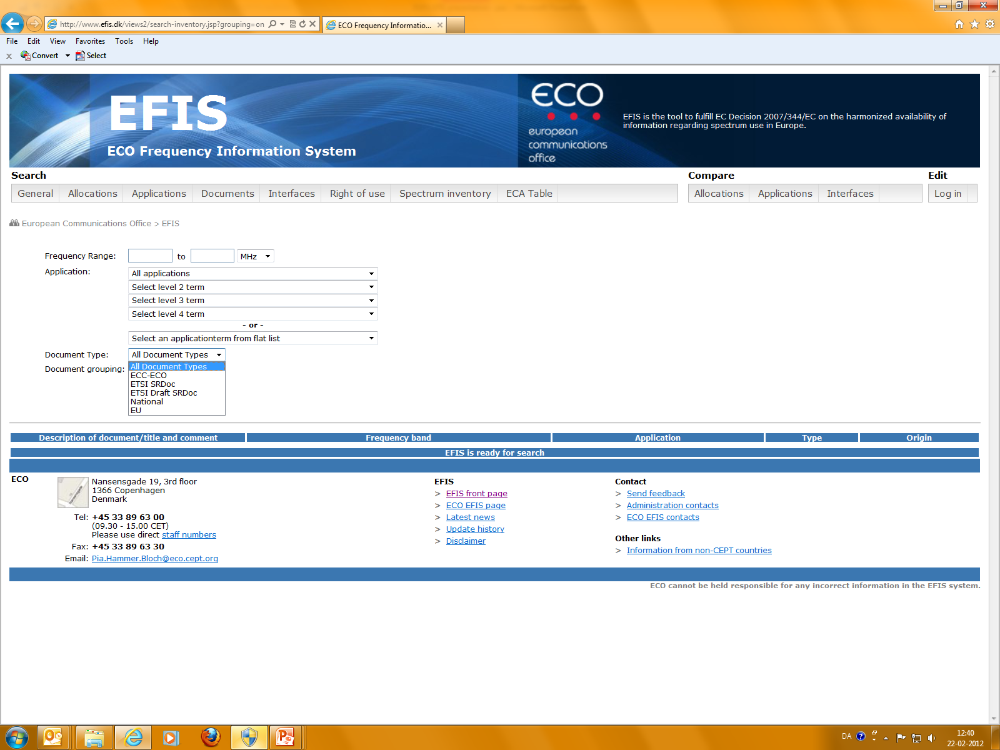 http://www.efis.dk/views2/search-inventory.jsp?grouping=on
ECO Frequency Informatio...
File Edit View Favorites Tools Help
x Convert Select
EFIS
ECO Frequency Information System
ECO
european
communications
office
EFIS is the tool to fulfill EC Decision 2007/344/EC on the harmonized availability of
information regarding spectrum use in Europe.
Search
Compare
Edit
General Allocations Applications Documents Interfaces Right of use Spectrum inventory ECA Table
Allocations Applications Interfaces
Log in
European Communications Office > EFIS
Frequency Range: to MHz
Application: All applications
Select level 2 term
Select level 3 term
Select level 4 term
- or -
Select an applicationterm from flat list
Document Type: All Document Types
Document grouping: All Document Types
ECC-ECO
ETSI SRDoc
ETSI Draft SRDoc
National
EU
Description of document/title and comment Frequency band Application Type Origin
EFIS is ready for search
ECO
Nansensgade 19, 3rd floor
1366 Copenhagen
Denmark
Tel: +45 33 89 63 00
(09.30 - 15.00 CET)
Please use direct staff numbers
Fax: +45 33 89 63 30
Email: Pia.Hammer.Bloch@eco.cept.org
EFIS
> EFIS front page
> ECO EFIS page
> Latest news
> Update history
> Disclaimer
Contact
> Send feedback
> Administration contacts
> ECO EFIS contacts
Other links
> Information from non-CEPT countries
ECO cannot be held responsible for any incorrect information in the EFIS system.
DA
12:40
22-02-2012